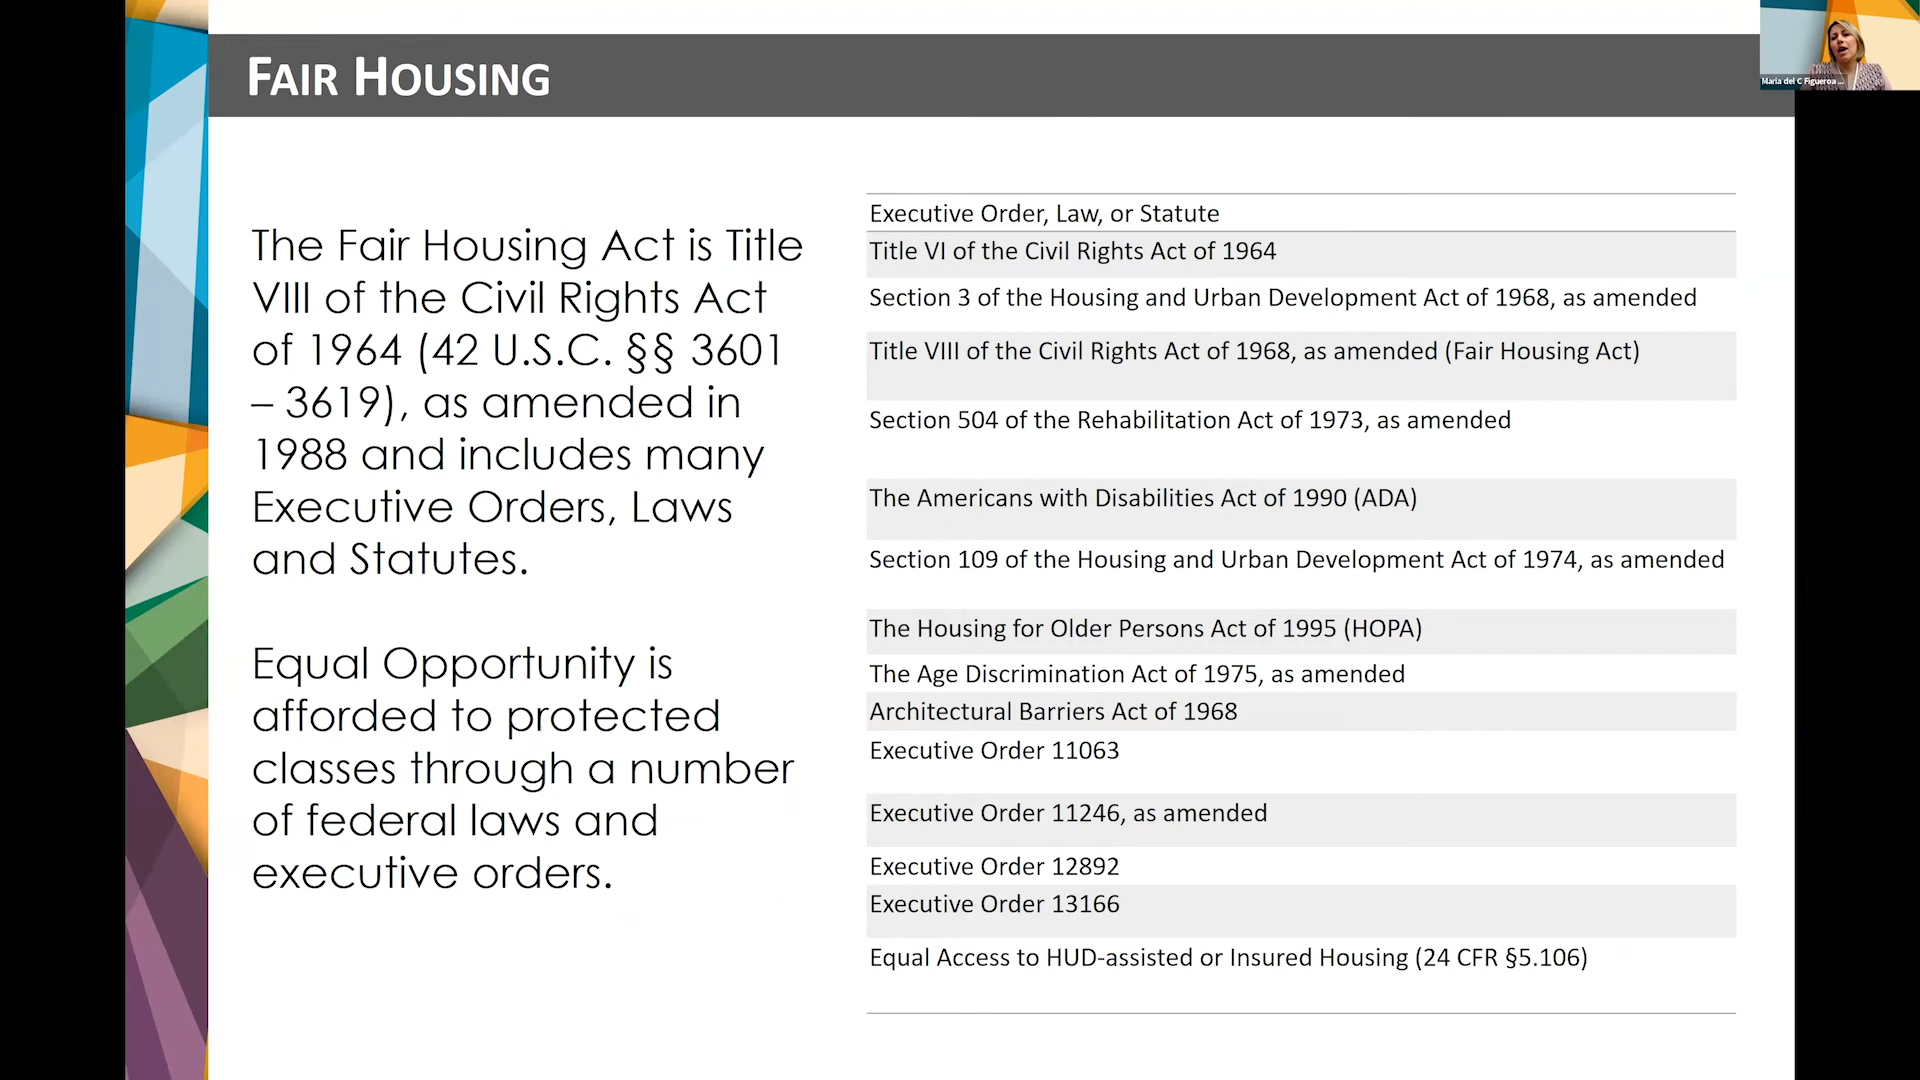 FAIR HOUSING
Maria del C Figueroa ...
The Fair Housing Act is Title
VIII of the Civil Rights Act
of 1964 (42 U.S.C. §§ 3601
– 3619), as amended in
1988 and includes many
Executive Orders, Laws
and Statutes.
Equal Opportunity is
afforded to protected
classes through a number
of federal laws and
executive orders.
Executive Order, Law, or Statute
Title VI of the Civil Rights Act of 1964
Section 3 of the Housing and Urban Development Act of 1968, as amended
Title VIII of the Civil Rights Act of 1968, as amended (Fair Housing Act)
Section 504 of the Rehabilitation Act of 1973, as amended
The Americans with Disabilities Act of 1990 (ADA)
Section 109 of the Housing and Urban Development Act of 1974, as amended
The Housing for Older Persons Act of 1995 (HOPA)
The Age Discrimination Act of 1975, as amended
Architectural Barriers Act of 1968
Executive Order 11063
Executive Order 11246, as amended
Executive Order 12892
Executive Order 13166
Equal Access to HUD-assisted or Insured Housing (24 CFR §5.106)